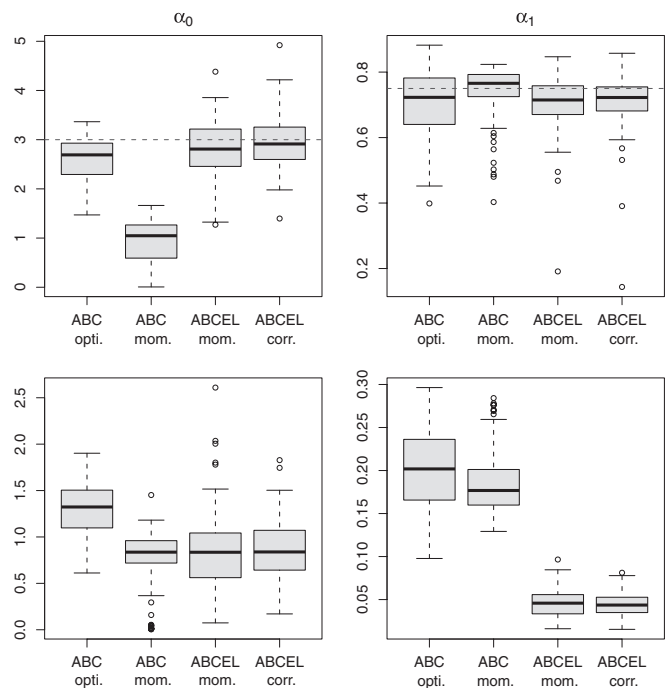 α0 α1
5
4
3
2
1
0
0.8
0.6
0.4
0.2
ABC ABC ABCEL ABCEL
opti. mom. mom. corr.
ABC ABC ABCEL ABCEL
opti. mom. mom. corr.
2.5
2.0
1.5
1.0
0.5
0.0
0.30
0.25
0.20
0.15
0.10
0.05
ABC ABC ABCEL ABCEL
opti. mom. mom. corr.
ABC ABC ABCEL ABCEL
opti. mom. mom. corr.